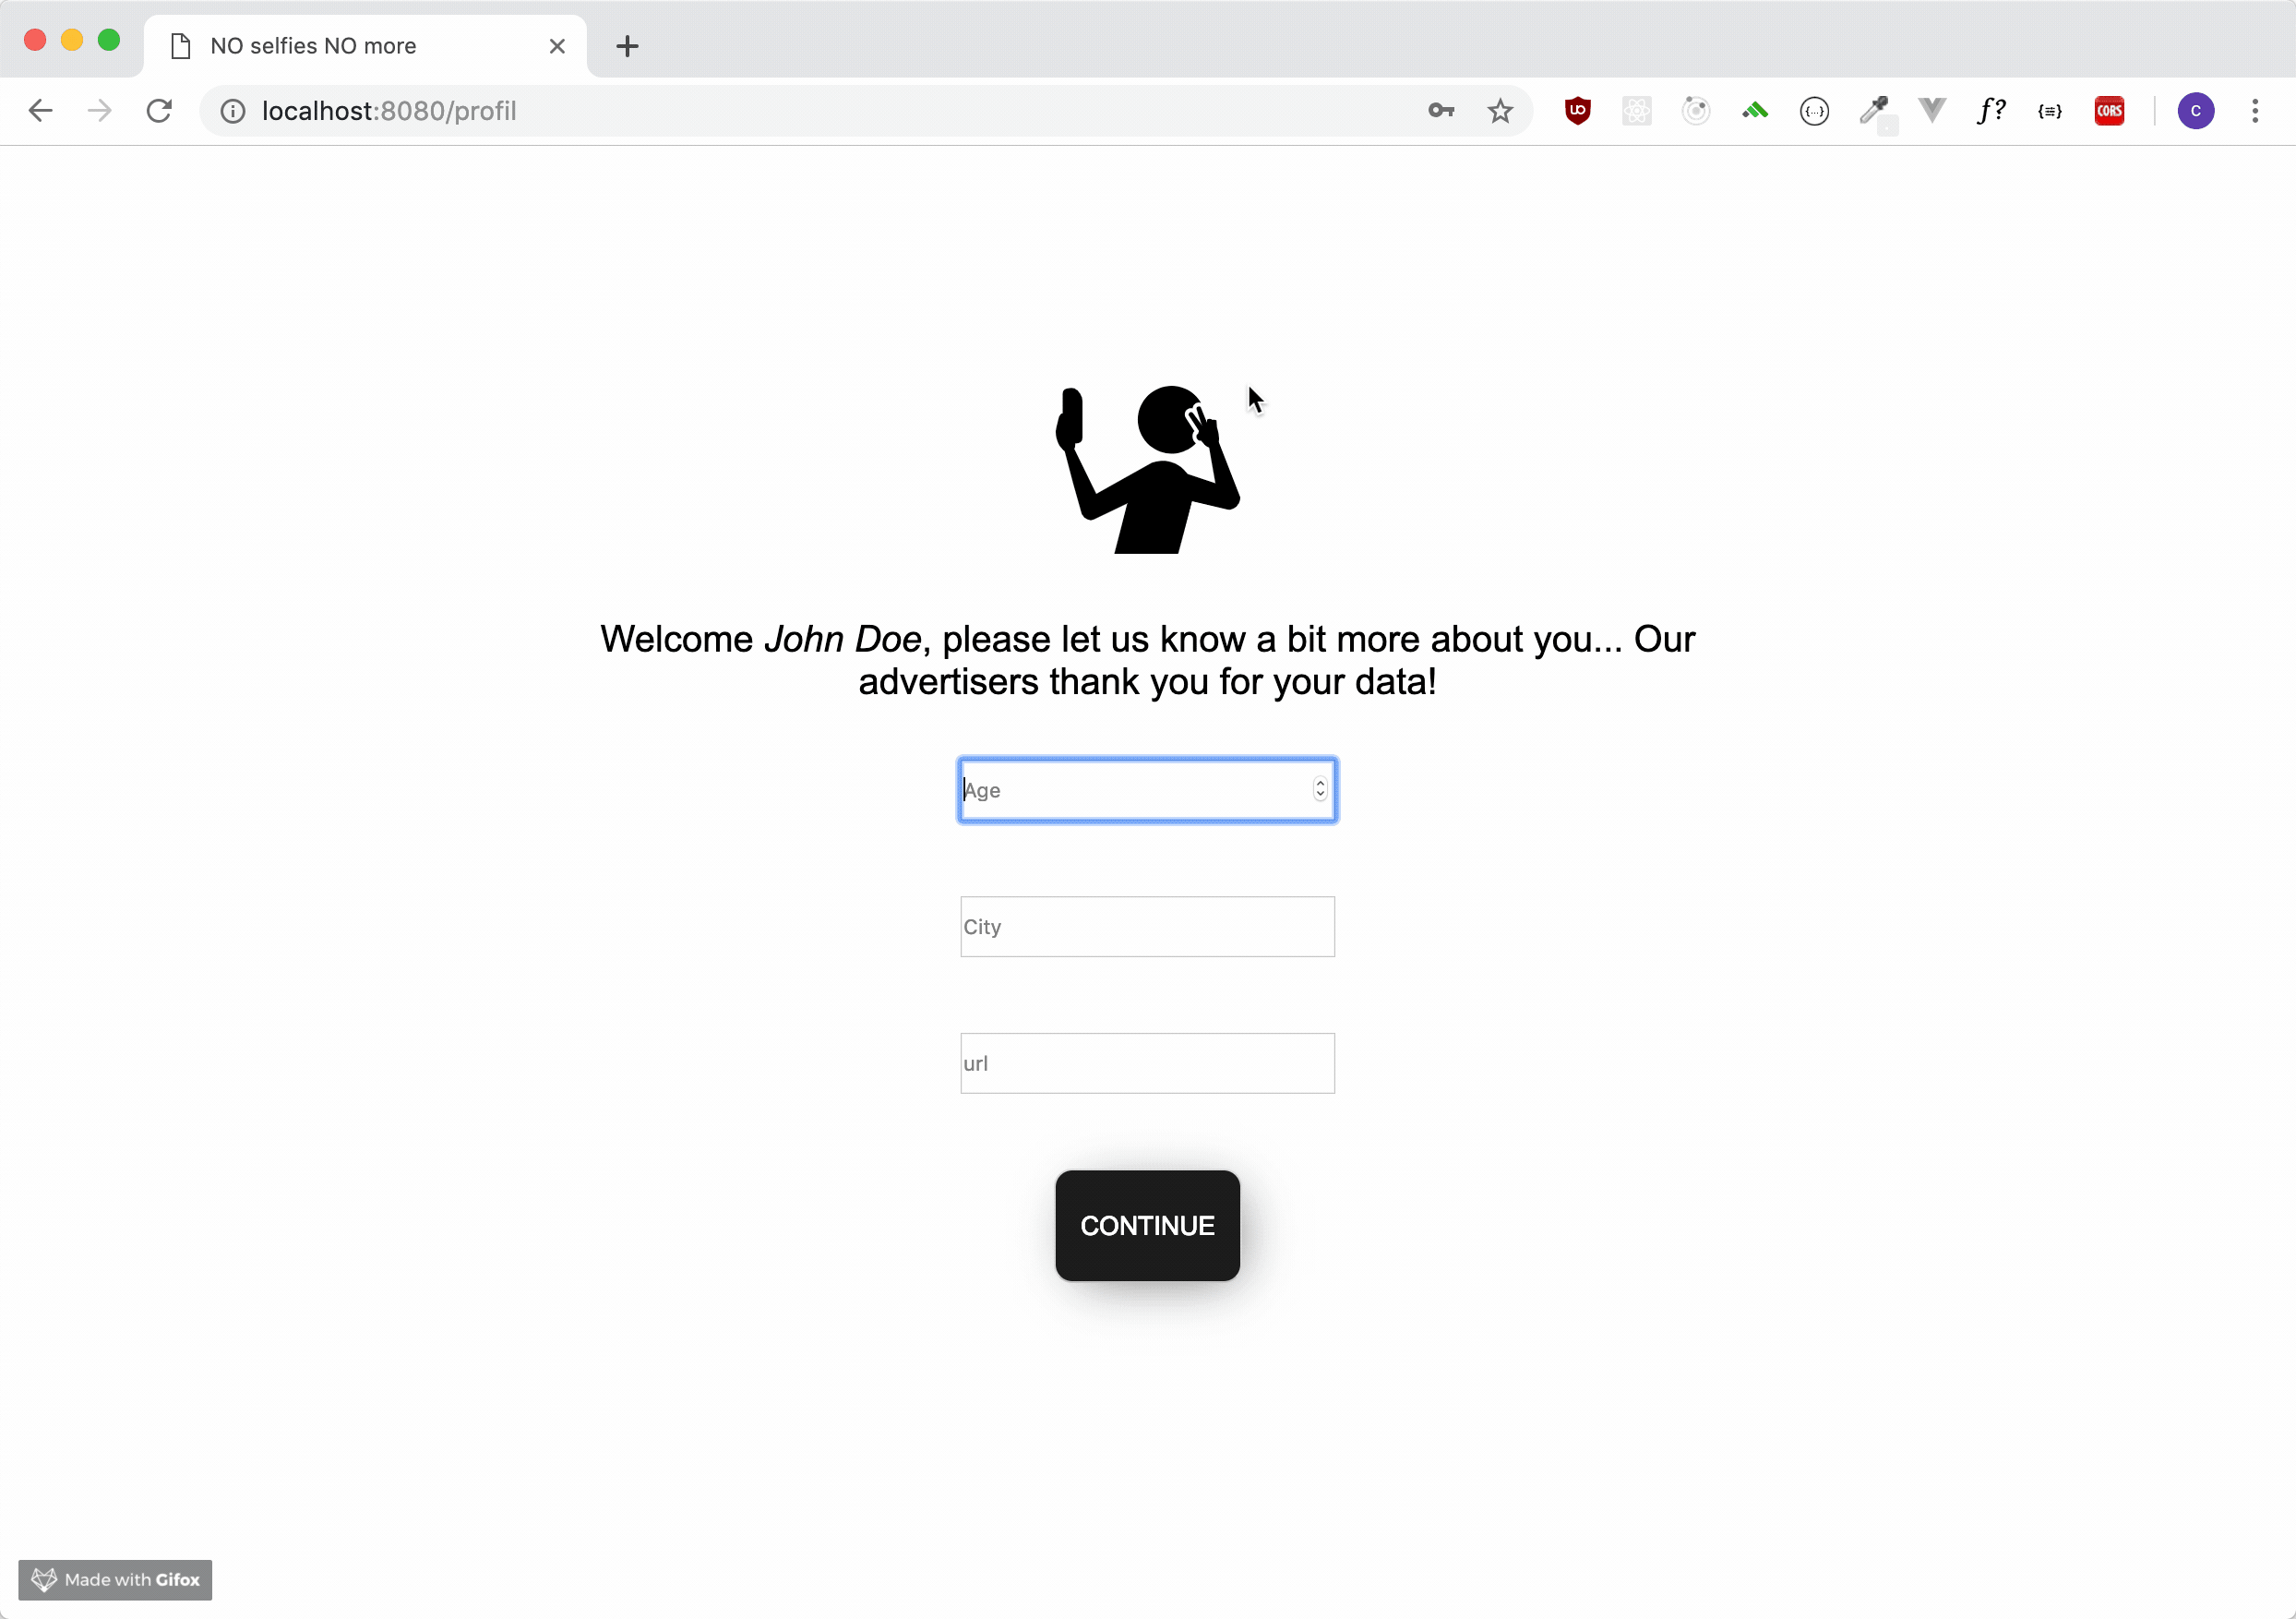 NO selfies NO more
localhost:8080/profil
UO
{...}
f?
CORS
C
Welcome John Doe, please let us know a bit more about you... Our
advertisers thank you for your data!
Age
City
url
CONTINUE
Made with Gifox